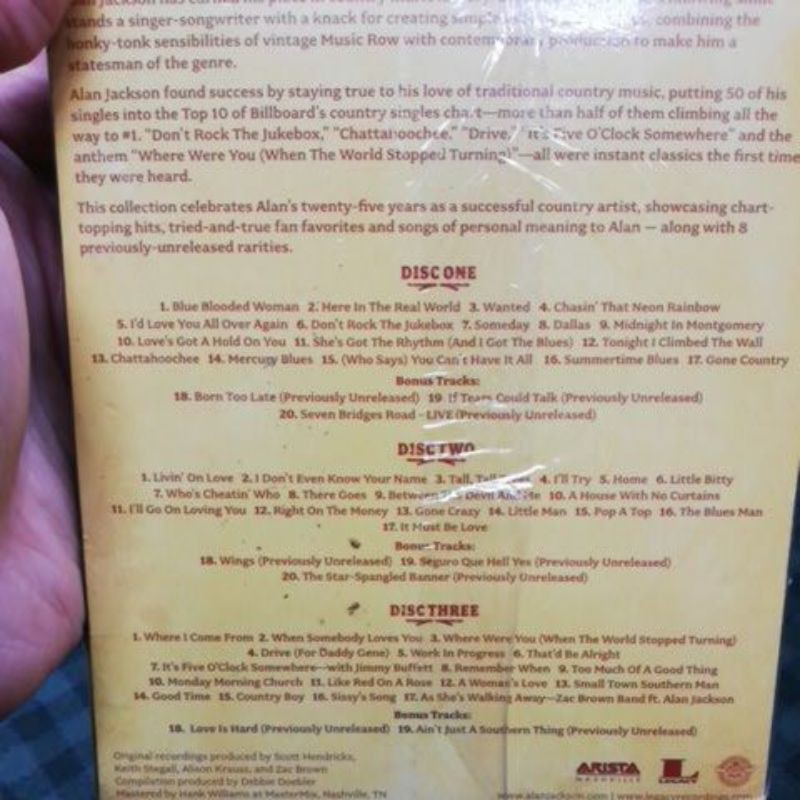 stands a singer-songwriter with a knack for creating combining the
honky-tonk sensibilities of vintage Music Row with contemporary production to make him a
statesman of the genre.
Alan Jackson found success by staying true to his love of traditional country music, putting 50 of his
singles into the Top 10 of Billboard's country singles chart—more than half of them climbing all the
way to #1. "Don't Rock The Jukebox," "Chattahoochee," "Drive," "It's Five O'Clock Somewhere" and the
anthem "Where Were You (When The World Stopped Turning)"—all were instant classics the first time
they were heard.
This collection celebrates Alan's twenty-five years as a successful country artist, showcasing chart-
topping hits, tried-and-true fan favorites and songs of personal meaning to Alan — along with 8
previously-unreleased rarities.
DISC ONE
1. Blue Blooded Woman 2. Here In The Real World 3. Wanted 4. Chasin' That Neon Rainbow
5. I'd Love You All Over Again 6. Don't Rock The Jukebox 7. Someday 8. Dallas 9. Midnight In Montgomery
10. Love's Got A Hold On You 11. She's Got The Rhythm (And I Got The Blues) 12. Tonight I Climbed The Wall
13. Chattahoochee 14. Mercury Blues 15. (Who Says) You Can't Have It All 16. Summertime Blues 17. Gone Country
Bonus Tracks:
18. Born Too Late (Previously Unreleased) 19. If Tears Could Talk (Previously Unreleased)
20. Seven Bridges Road - LIVE (Previously Unreleased)
DISC TWO
1. Livin' On Love 2. I Don't Even Know Your Name 3. Tall, Tall Trees 4. I'll Try 5. Home 6. Little Bitty
7. Who's Cheatin' Who 8. There Goes 9. Between The Devil And Me 10. A House With No Curtains
11. I'll Go On Loving You 12. Right On The Money 13. Gone Crazy 14. Little Man 15. Pop A Top 16. The Blues Man
17. It Must Be Love
Bonus Tracks:
18. Wings (Previously Unreleased) 19. Seguro Que Hell Yes (Previously Unreleased)
20. The Star-Spangled Banner (Previously Unreleased)
DISC THREE
1. Where I Come From 2. When Somebody Loves You 3. Where Were You (When The World Stopped Turning)
4. Drive (For Daddy Gene) 5. Work In Progress 6. That'd Be Alright
7. It's Five O'Clock Somewhere—with Jimmy Buffett 8. Remember When 9. Too Much Of A Good Thing
10. Monday Morning Church 11. Like Red On A Rose 12. A Woman's Love 13. Small Town Southern Man
14. Good Time 15. Country Boy 16. Sissy's Song 17. As She's Walking Away—Zac Brown Band ft. Alan Jackson
Bonus Tracks:
18. Love Is Hard (Previously Unreleased) 19. Ain't Just A Southern Thing (Previously Unreleased)
Original recordings produced by Scott Hendricks,
Keith Stegall, Alison Krauss, and Zac Brown
Compilation produced by Debbie Doebler
Mastered by Hank Williams at MasterMix, Nashville, TN
ARISTA
NASHVILLE
LEGACY
www.alanjackson.com | www.legacyrecordings.com